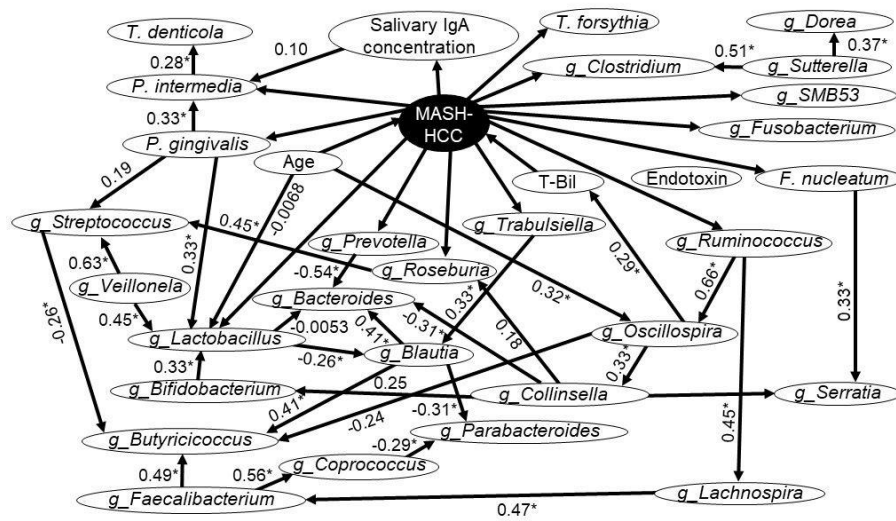 T. denticola
Salivary IgA
concentration
T. forsythia
g_Dorea
0.10
0.28*
0.51*
0.37*
g_Clostridium
g_Sutterella
P. intermedia
g_SMB53
MASH-
HCC
0.33*
g_Fusobacterium
P. gingivalis
Age
T-Bil
Endotoxin
F. nucleatum
0.19
-0.0068
g_Streptococcus
0.45*
g_Trabulsiella
g_Prevotella
g_Ruminococcus
0.33*
0.63*
-0.54*
g_Roseburia
0.29*
0.66*
g_Veillonela
g_Bacteroides
0.33*
0.32*
0.33*
-0.26*
0.45*
-0.0053
0.41*
-0.31*
0.18
g_Oscillospira
g_Lactobacillus
-0.26*
g_Blautia
0.33*
0.33*
0.25
g_Bifidobacterium
g_Collinsella
g_Serratia
0.41*
-0.24
-0.31*
0.45*
g_Butyricicoccus
g_Parabacteroides
-0.29*
0.49*
0.56*
g_Coprococcus
g_Faecalibacterium
g_Lachnospira
0.47*